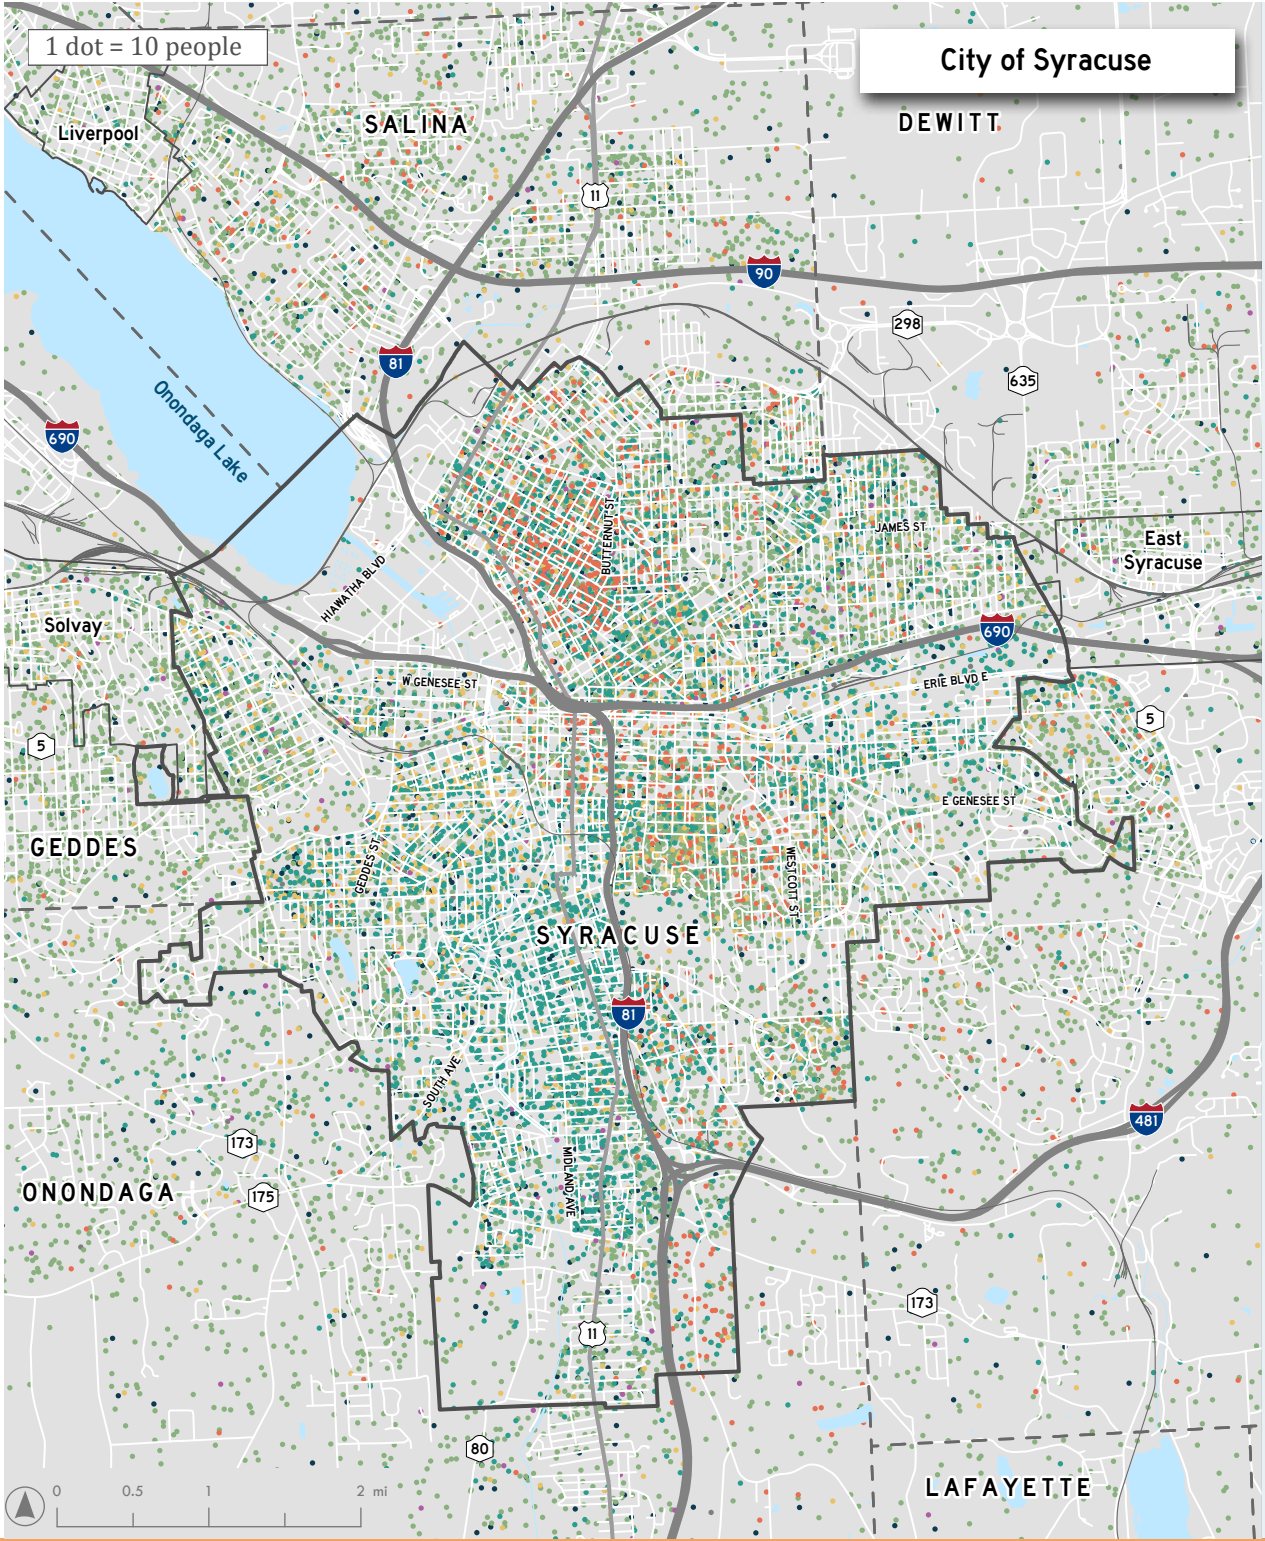 1 dot = 10 people
City of Syracuse
Liverpool
SALINA
DEWITT
11
90
298
81
635
Onondaga Lake
690
BUTTERNUT ST
JAMES ST
East
Syracuse
HIAWATHA BLVD
Solvay
690
W GENESEE ST
ERIE BLVD E
5
5
E GENESEE ST
GEDDES
GEDDES ST
WESTCOTT ST
SYRACUSE
81
SOUTH AVE
481
173
MIDLAND AVE
ONONDAGA
175
173
11
80
LAFAYETTE
0 0.5 1 2 mi